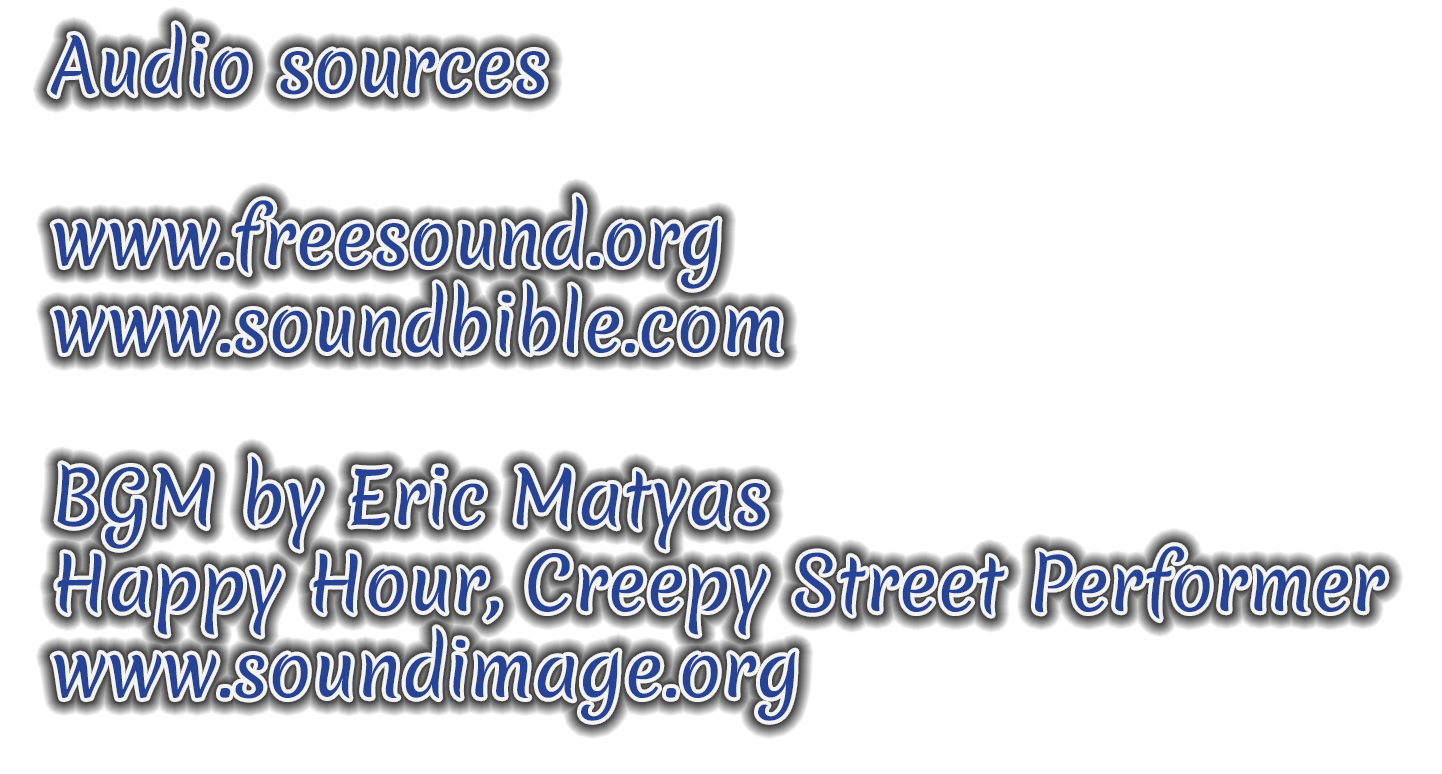 Audio sources
www.freesound.org
www.soundbible.com
BGM by Eric Matyas
Happy Hour, Creepy Street Performer
www.soundimage.org